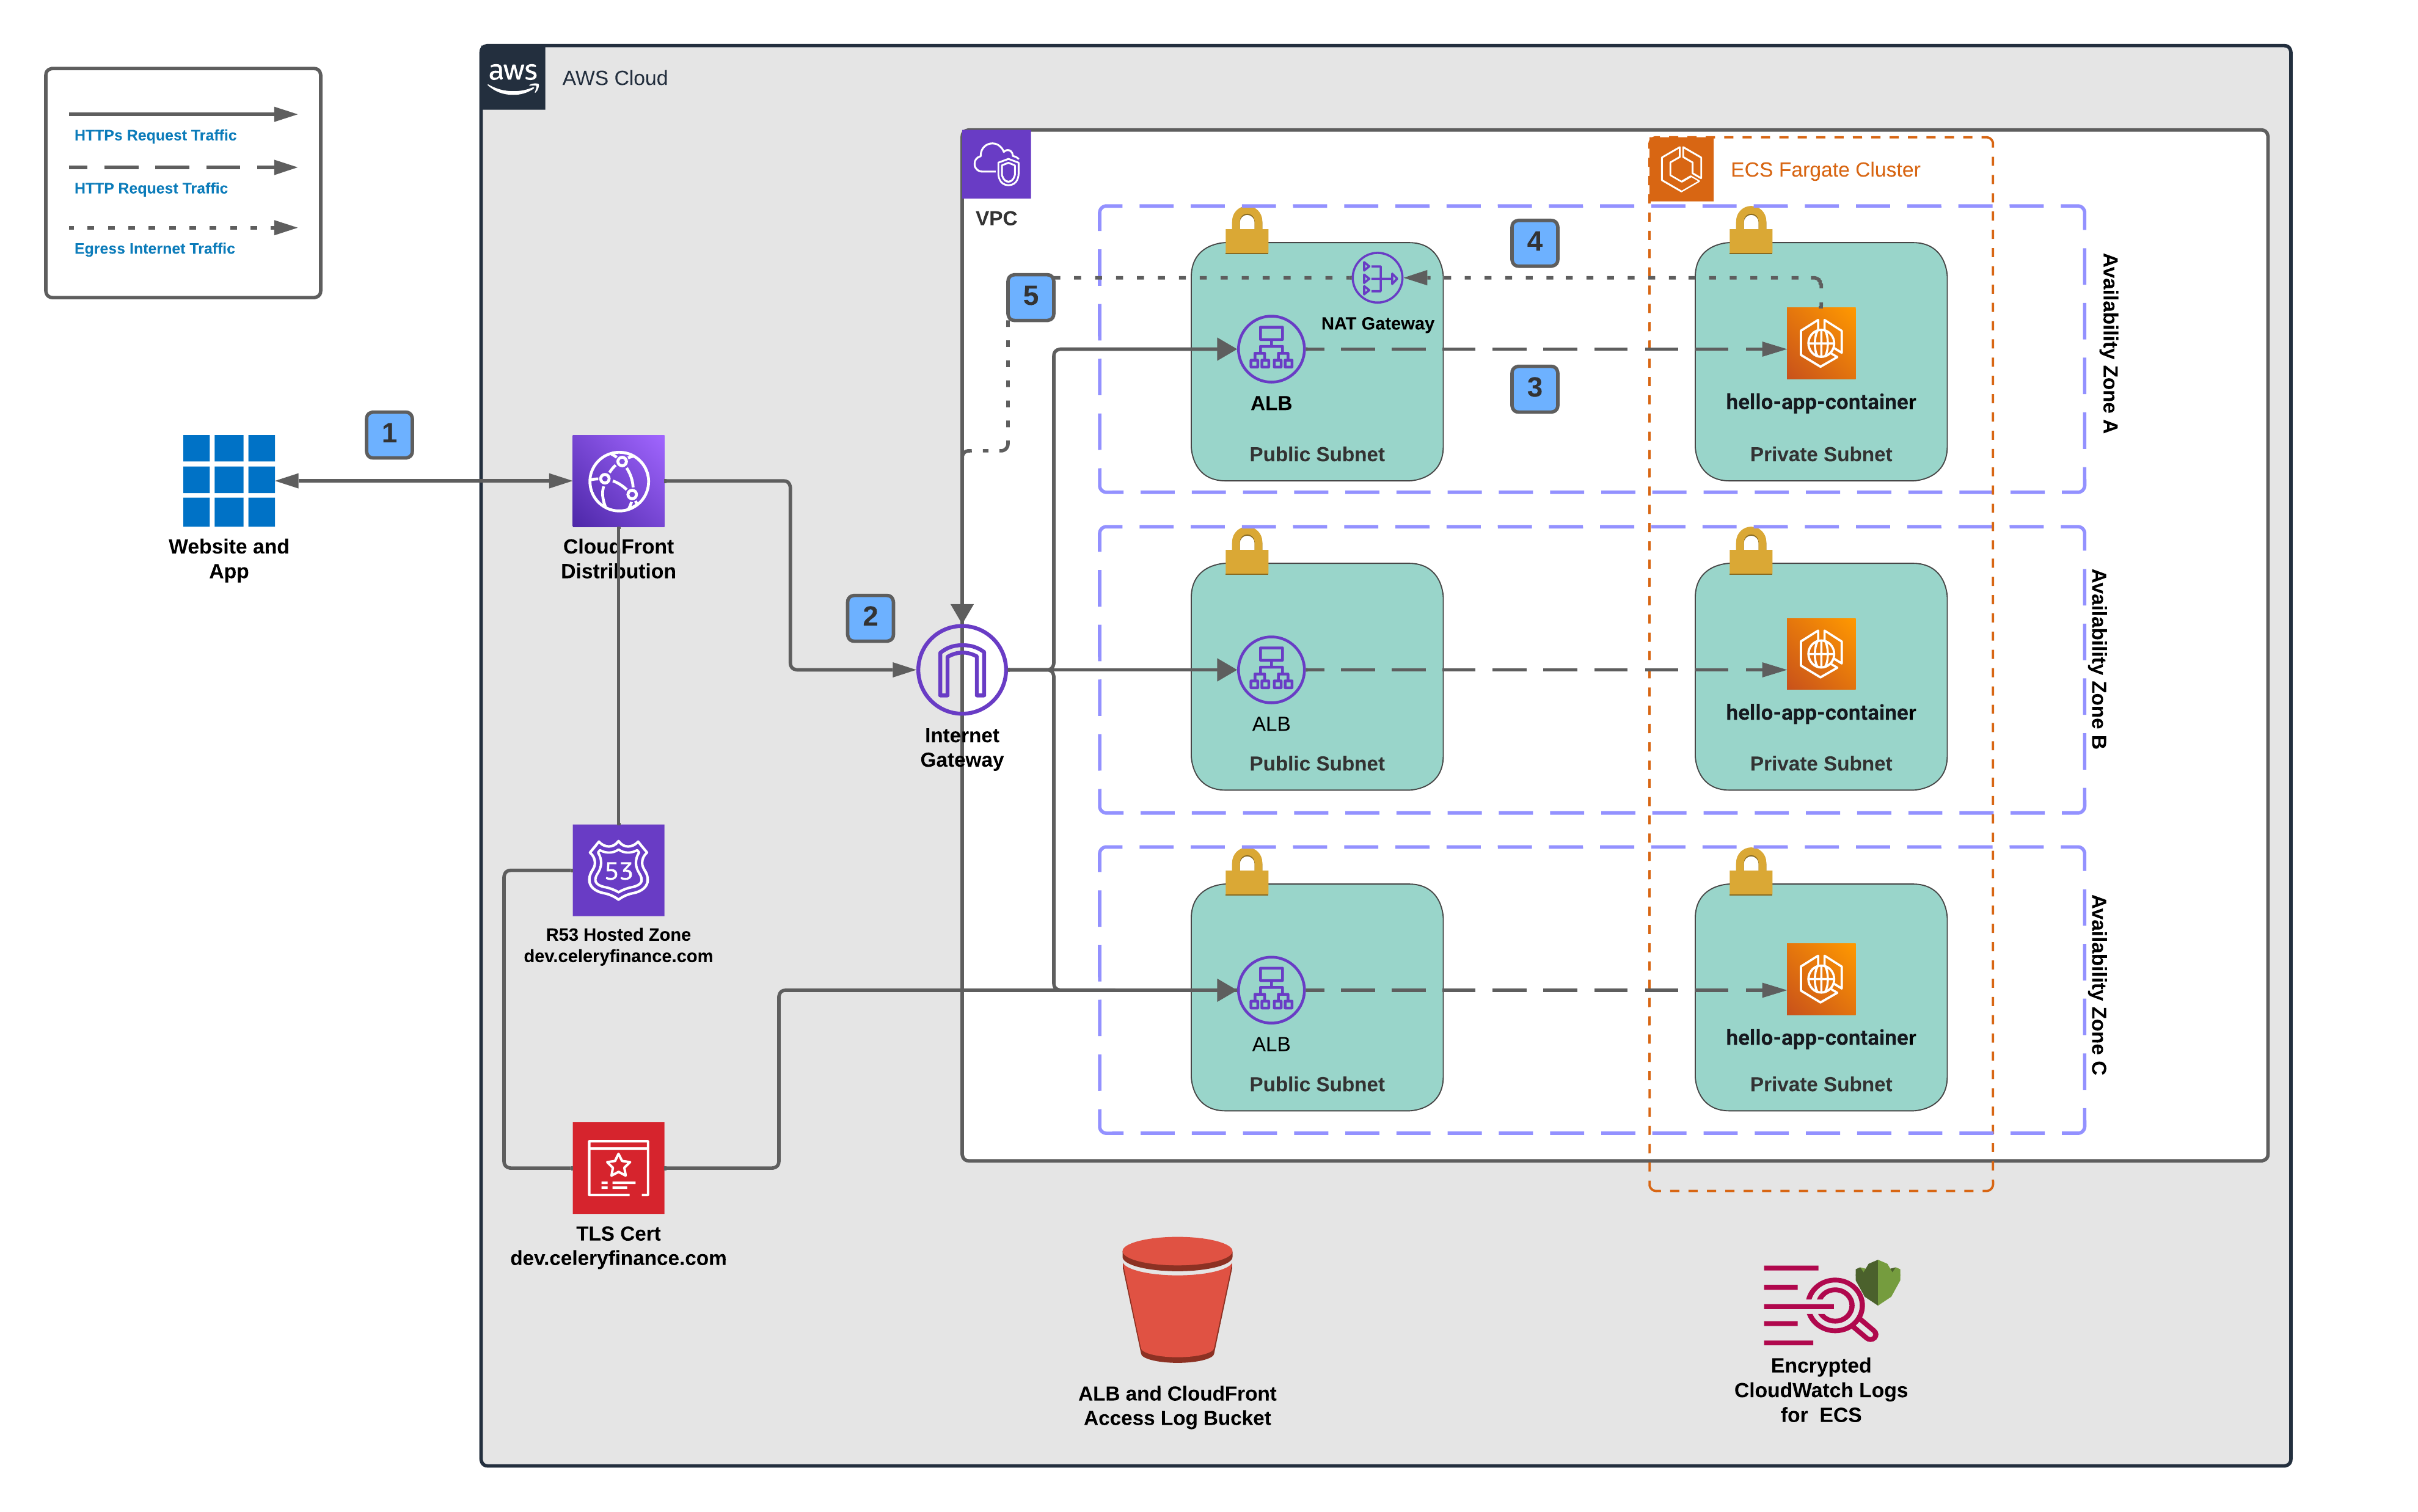 aws
AWS Cloud
HTTPs Request Traffic
HTTP Request Traffic
Egress Internet Traffic
VPC
ECS Fargate Cluster
4
5
NAT Gateway
ALB
3
hello-app-container
Public Subnet
Private Subnet
Availability Zone A
1
Website and
App
CloudFront
Distribution
2
Internet
Gateway
ALB
hello-app-container
Public Subnet
Private Subnet
Availability Zone B
53
R53 Hosted Zone
dev.celeryfinance.com
ALB
hello-app-container
Public Subnet
Private Subnet
Availability Zone C
TLS Cert
dev.celeryfinance.com
ALB and CloudFront
Access Log Bucket
Encrypted
CloudWatch Logs
for ECS